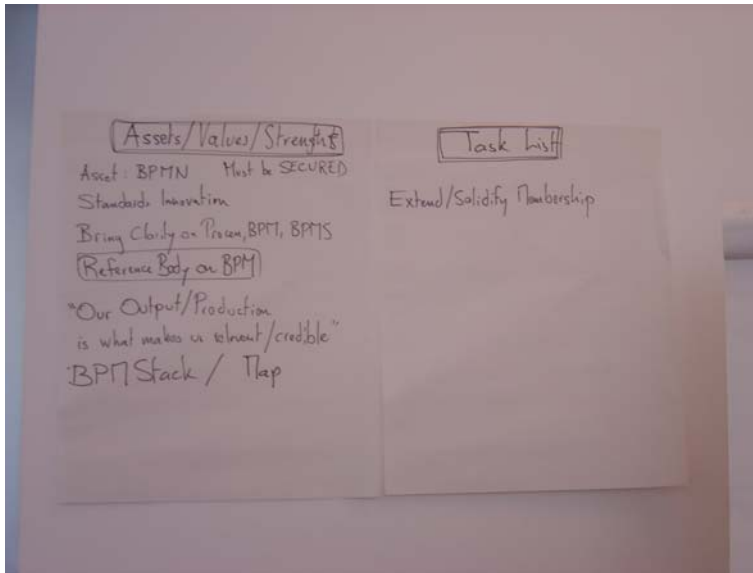 Assets/Values/Strenghts
Asset: BPMN Must be SECURED
Standards Innovation
Bring Clarity on Process, BPM, BPMS
Reference Body on BPM
"Our Output/Production
is what makes us relevant/credible"
BPM Stack / Map
Task List
Extend/Solidify Membership